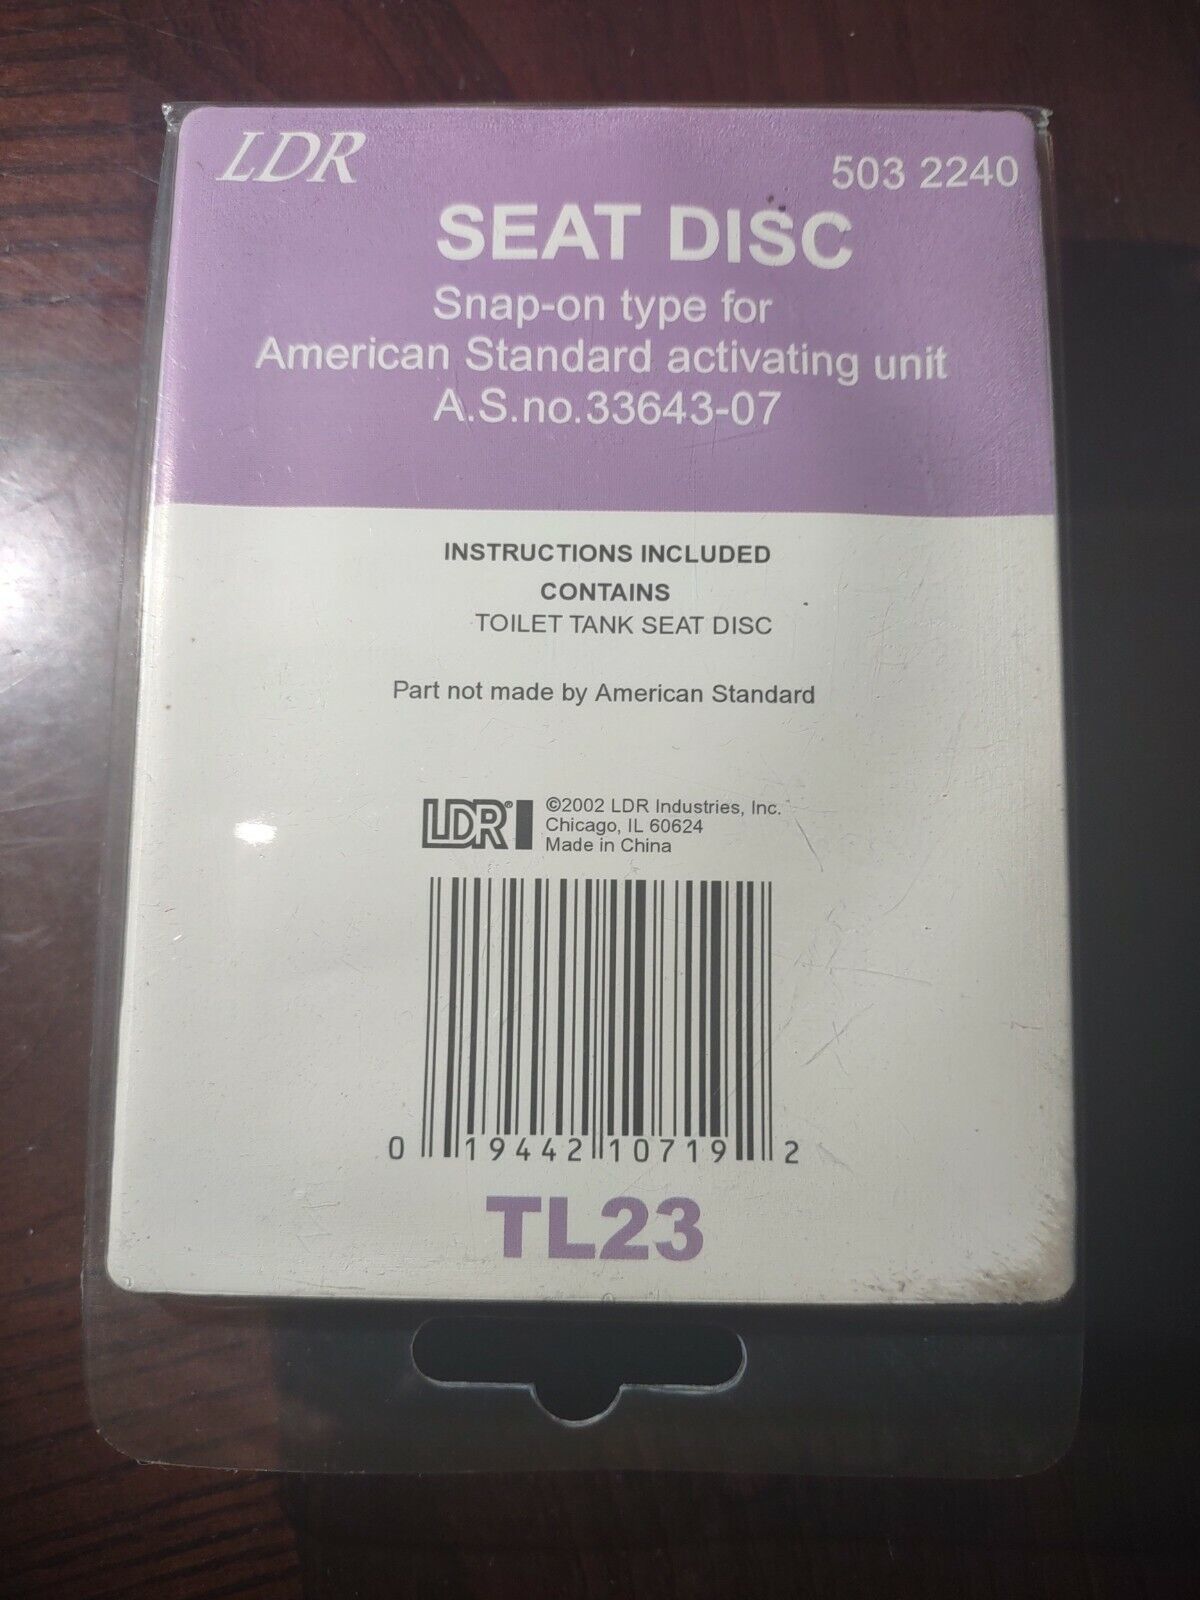 LDR
503 2240
SEAT DISC
Snap-on type for
American Standard activating unit
A.S.no.33643-07
INSTRUCTIONS INCLUDED
CONTAINS
TOILET TANK SEAT DISC
Part not made by American Standard
LDR®
©2002 LDR Industries, Inc.
Chicago, IL 60624
Made in China
0 19442 10719 2
TL23